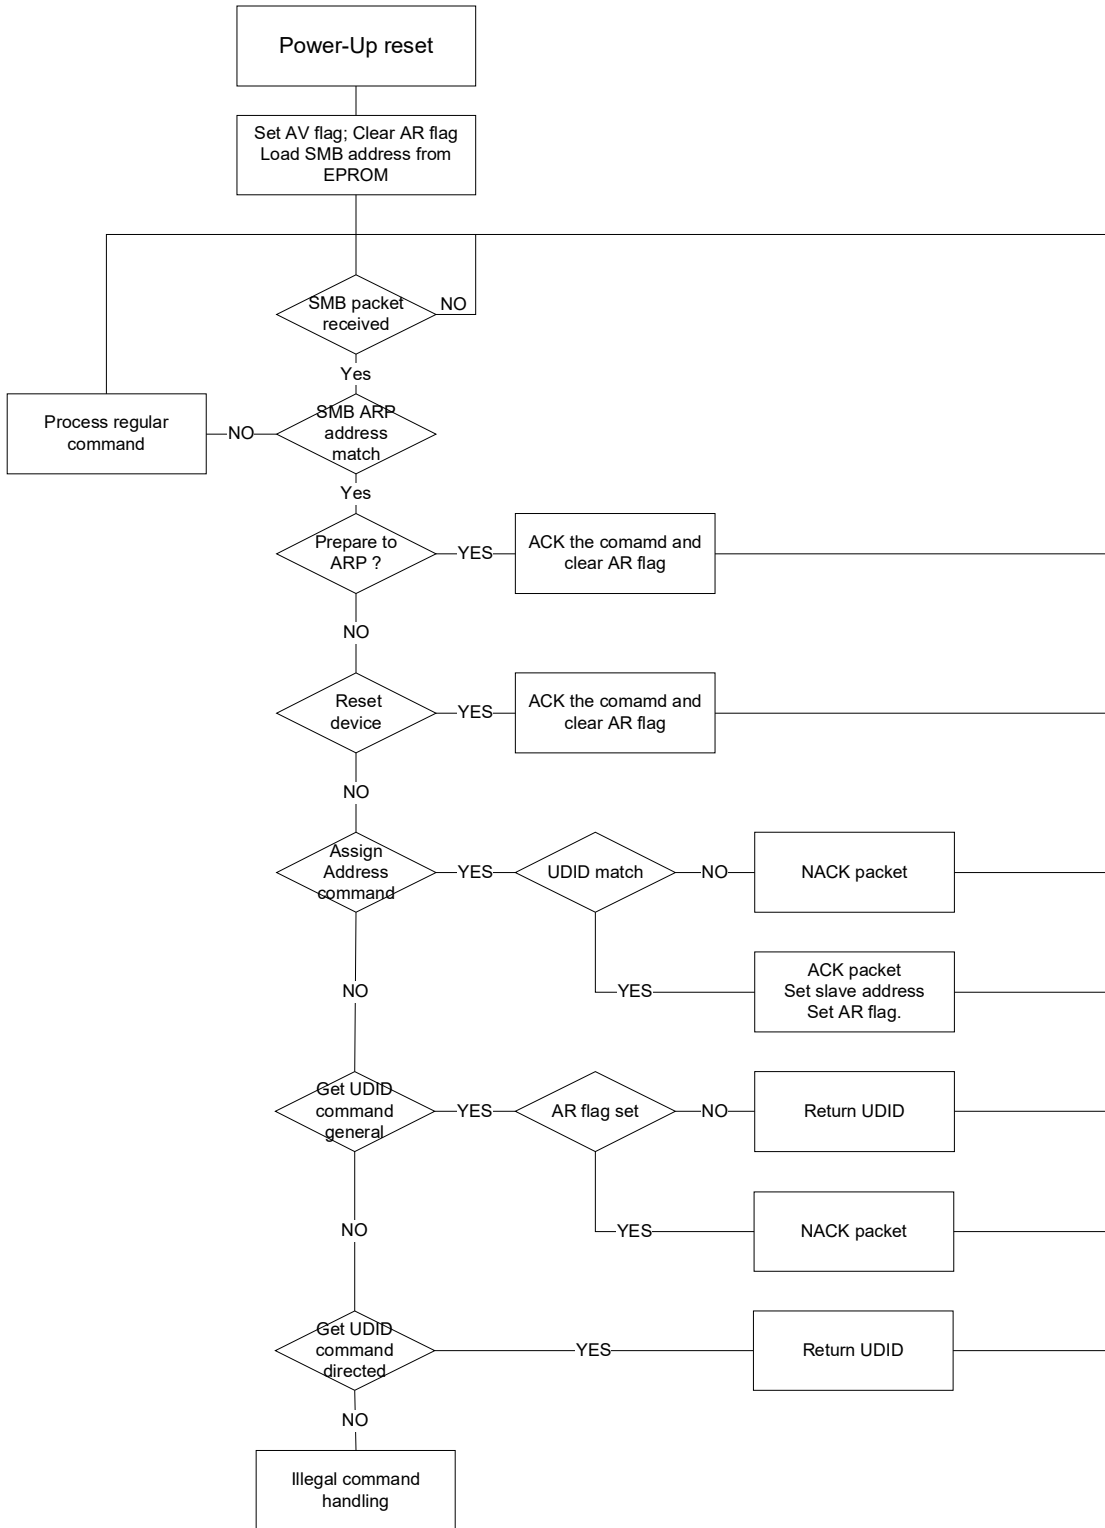 Power-Up reset
Set AV flag; Clear AR flag
Load SMB address from
EPROM
SMB packet
received
NO
Yes
Process regular
command
NO
SMB ARP
address
match
Yes
Prepare to
ARP ?
YES
ACK the comamd and
clear AR flag
NO
Reset
device
YES
ACK the comamd and
clear AR flag
NO
Assign
Address
command
YES
UDID match
NO
NACK packet
YES
ACK packet
Set slave address
Set AR flag.
NO
Get UDID
command
general
YES
AR flag set
NO
Return UDID
YES
NACK packet
NO
Get UDID
command
directed
YES
Return UDID
NO
Illegal command
handling